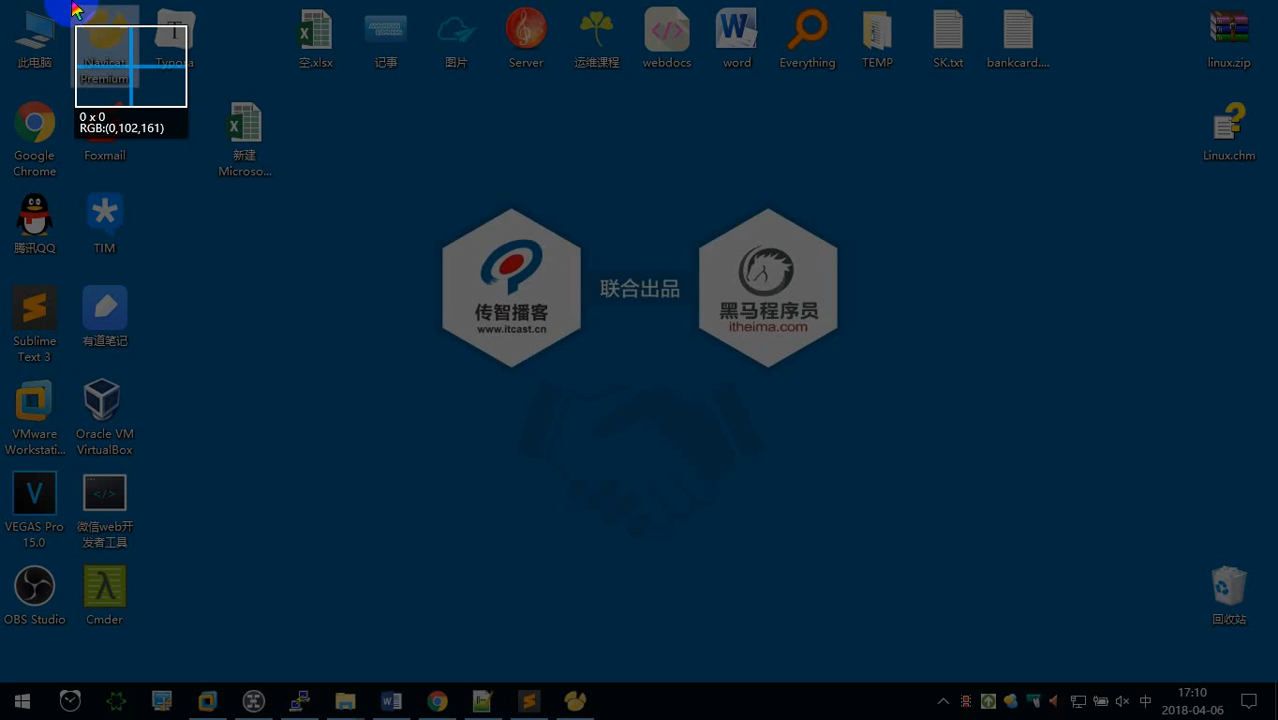 此电脑
Navicat
Premium
Typora
空.xlsx
记事
图片
Server
运维课程
webdocs
word
Everything
TEMP
SK.txt
bankcard....
linux.zip
0 x 0
RGB:(0,102,161)
Google
Chrome
Foxmail
新建
Microso...
Linux.chm
腾讯QQ
TIM
传智播客
www.itcast.cn
联合出品
黑马程序员
itheima.com
Sublime
Text 3
有道笔记
VMware
Workstati...
Oracle VM
VirtualBox
VEGAS Pro
15.0
微信web开
发者工具
OBS Studio
Cmder
回收站
中
17:10
2018-04-06